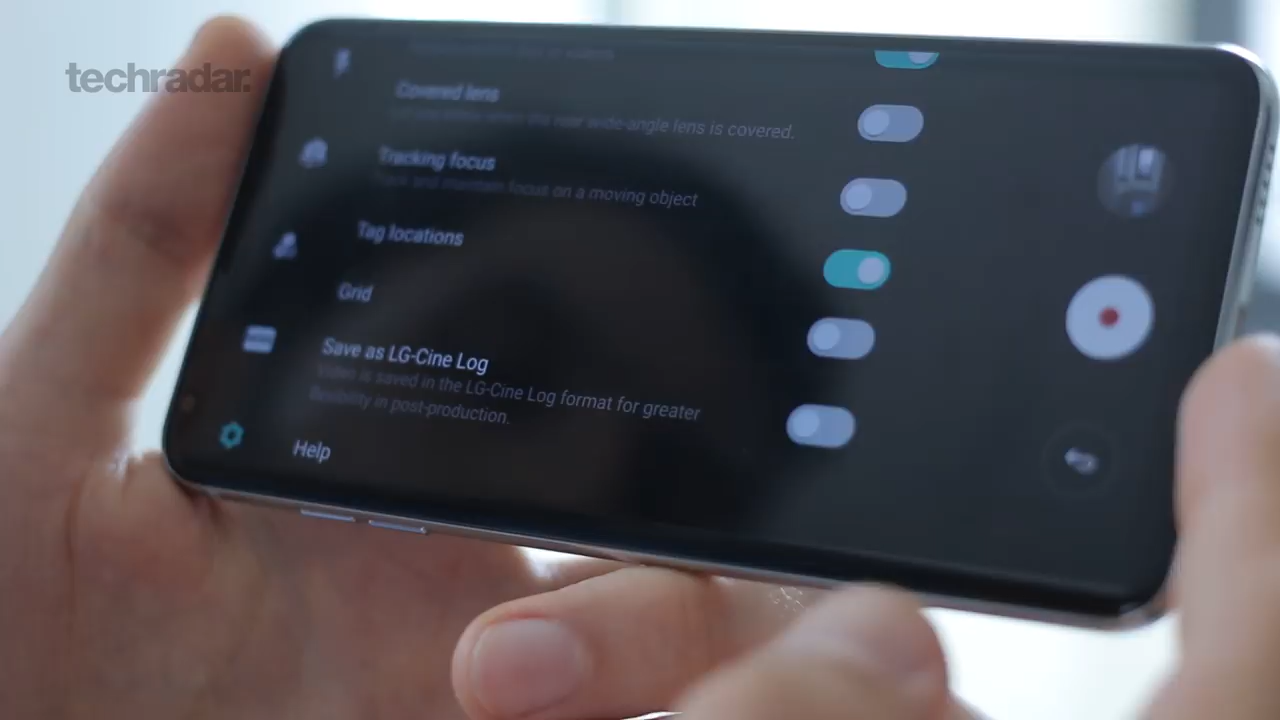 techradar.
Covered lens
when the rear wide-angle lens is covered.
Tracking focus
Track and maintain focus on a moving object
Tag locations
Grid
Save as LG-Cine Log
Video is saved in the LG-Cine Log format for greater
flexibility in post-production.
Help